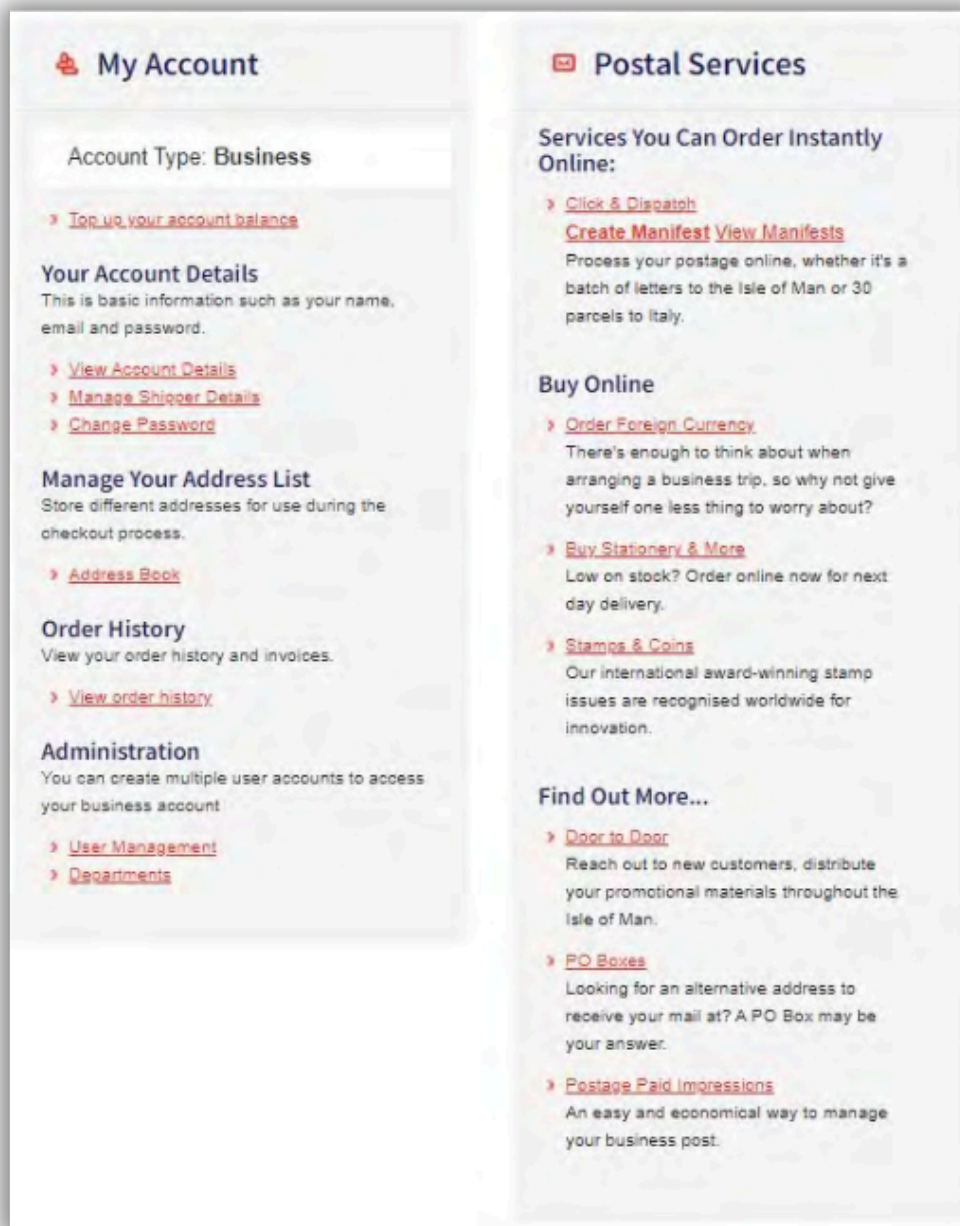 My Account
Account Type: Business
Top up your account balance
Your Account Details
This is basic information such as your name,
email and password.
View Account Details
Manage Shipper Details
Change Password
Manage Your Address List
Store different addresses for use during the
checkout process.
Address Book
Order History
View your order history and invoices.
View order history
Administration
You can create multiple user accounts to access
your business account
User Management
Departments
Postal Services
Services You Can Order Instantly
Online:
Click & Dispatch
Create Manifest View Manifests
Process your postage online, whether it's a
batch of letters to the Isle of Man or 30
parcels to Italy.
Buy Online
Order Foreign Currency
There's enough to think about when
arranging a business trip, so why not give
yourself one less thing to worry about?
Buy Stationery & More
Low on stock? Order online now for next
day delivery.
Stamps & Coins
Our international award-winning stamp
issues are recognised worldwide for
innovation.
Find Out More...
Door to Door
Reach out to new customers, distribute
your promotional materials throughout the
Isle of Man.
PO Boxes
Looking for an alternative address to
receive your mail at? A PO Box may be
your answer.
Postage Paid Impressions
An easy and economical way to manage
your business post.